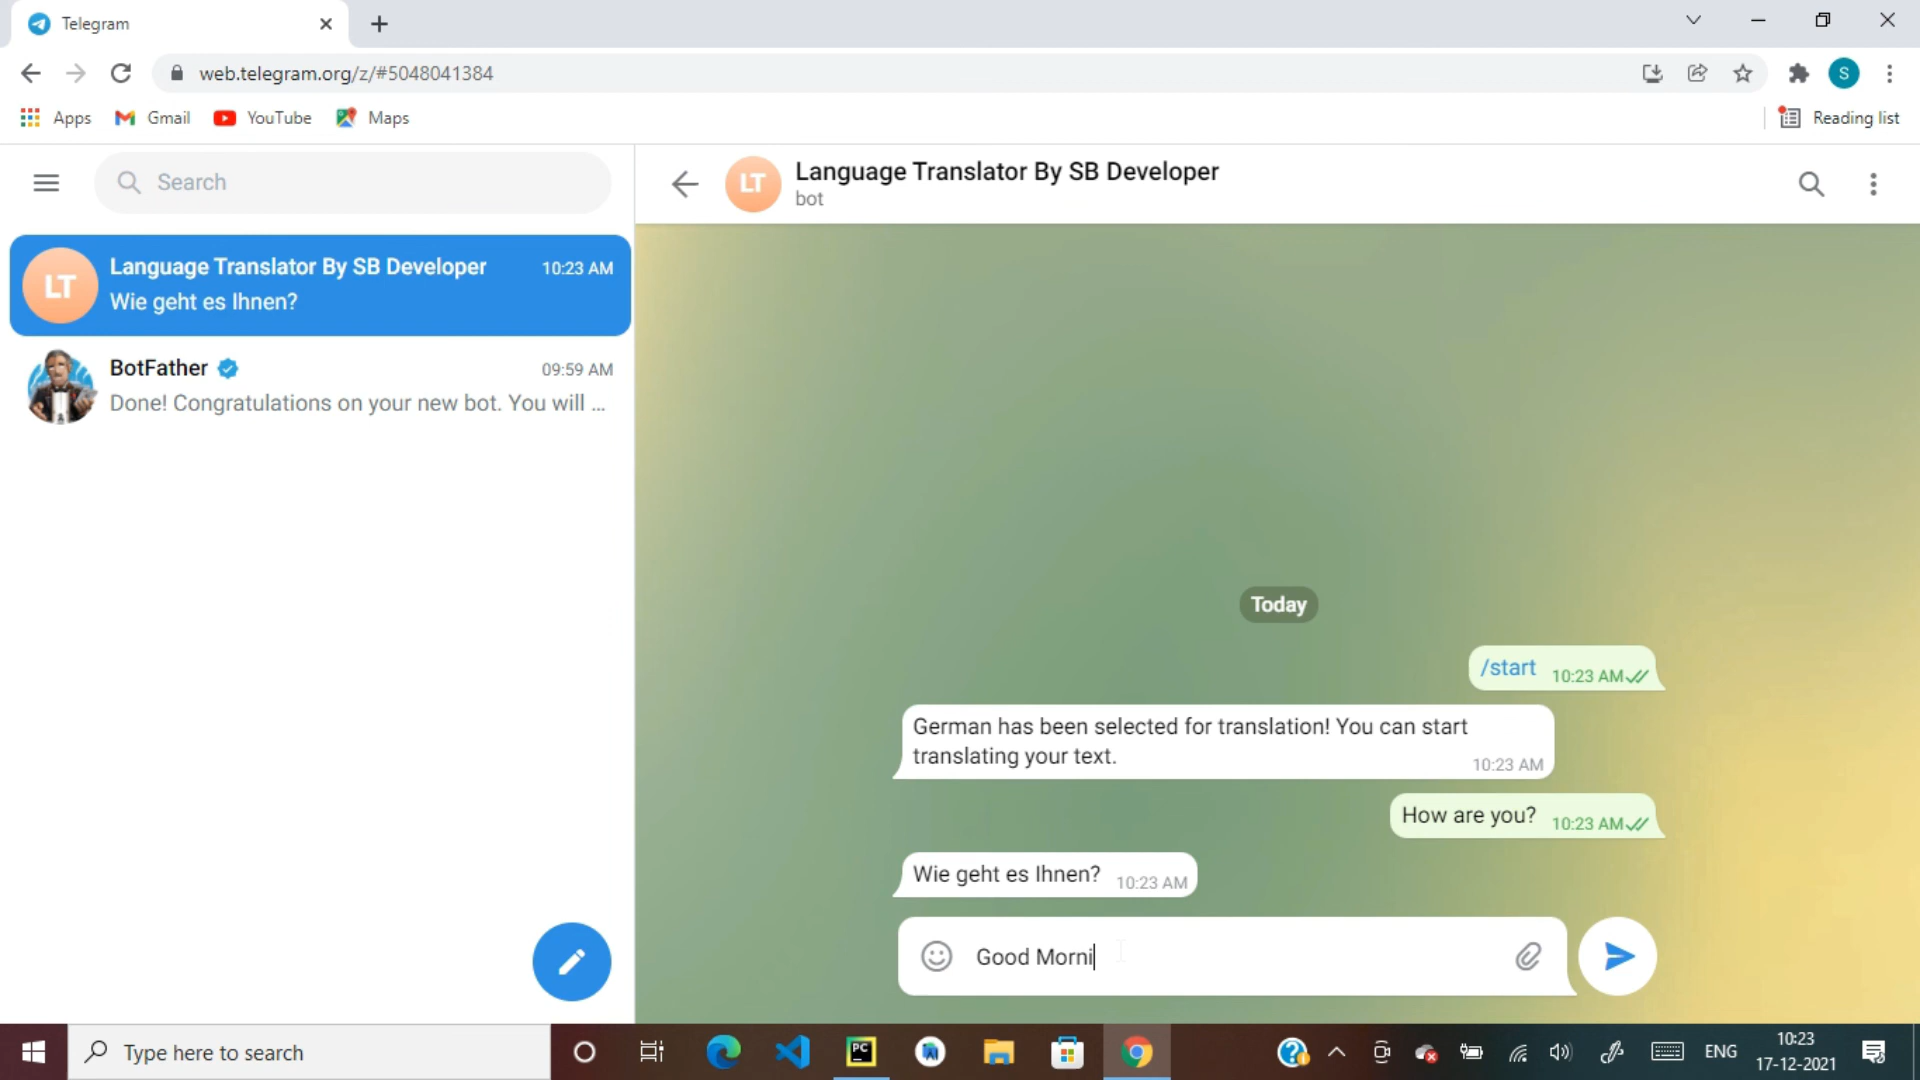 Telegram
web.telegram.org/z/#5048041384
S
Apps
Gmail
YouTube
Maps
Reading list
Search
LT
Language Translator By SB Developer
bot
LT
Language Translator By SB Developer
10:23 AM
Wie geht es Ihnen?
BotFather
09:59 AM
Done! Congratulations on your new bot. You will ...
Today
/start
10:23 AM
German has been selected for translation! You can start
translating your text.
10:23 AM
How are you?
10:23 AM
Wie geht es Ihnen?
10:23 AM
Good Morni
Type here to search
PC
ENG
10:23
17-12-2021